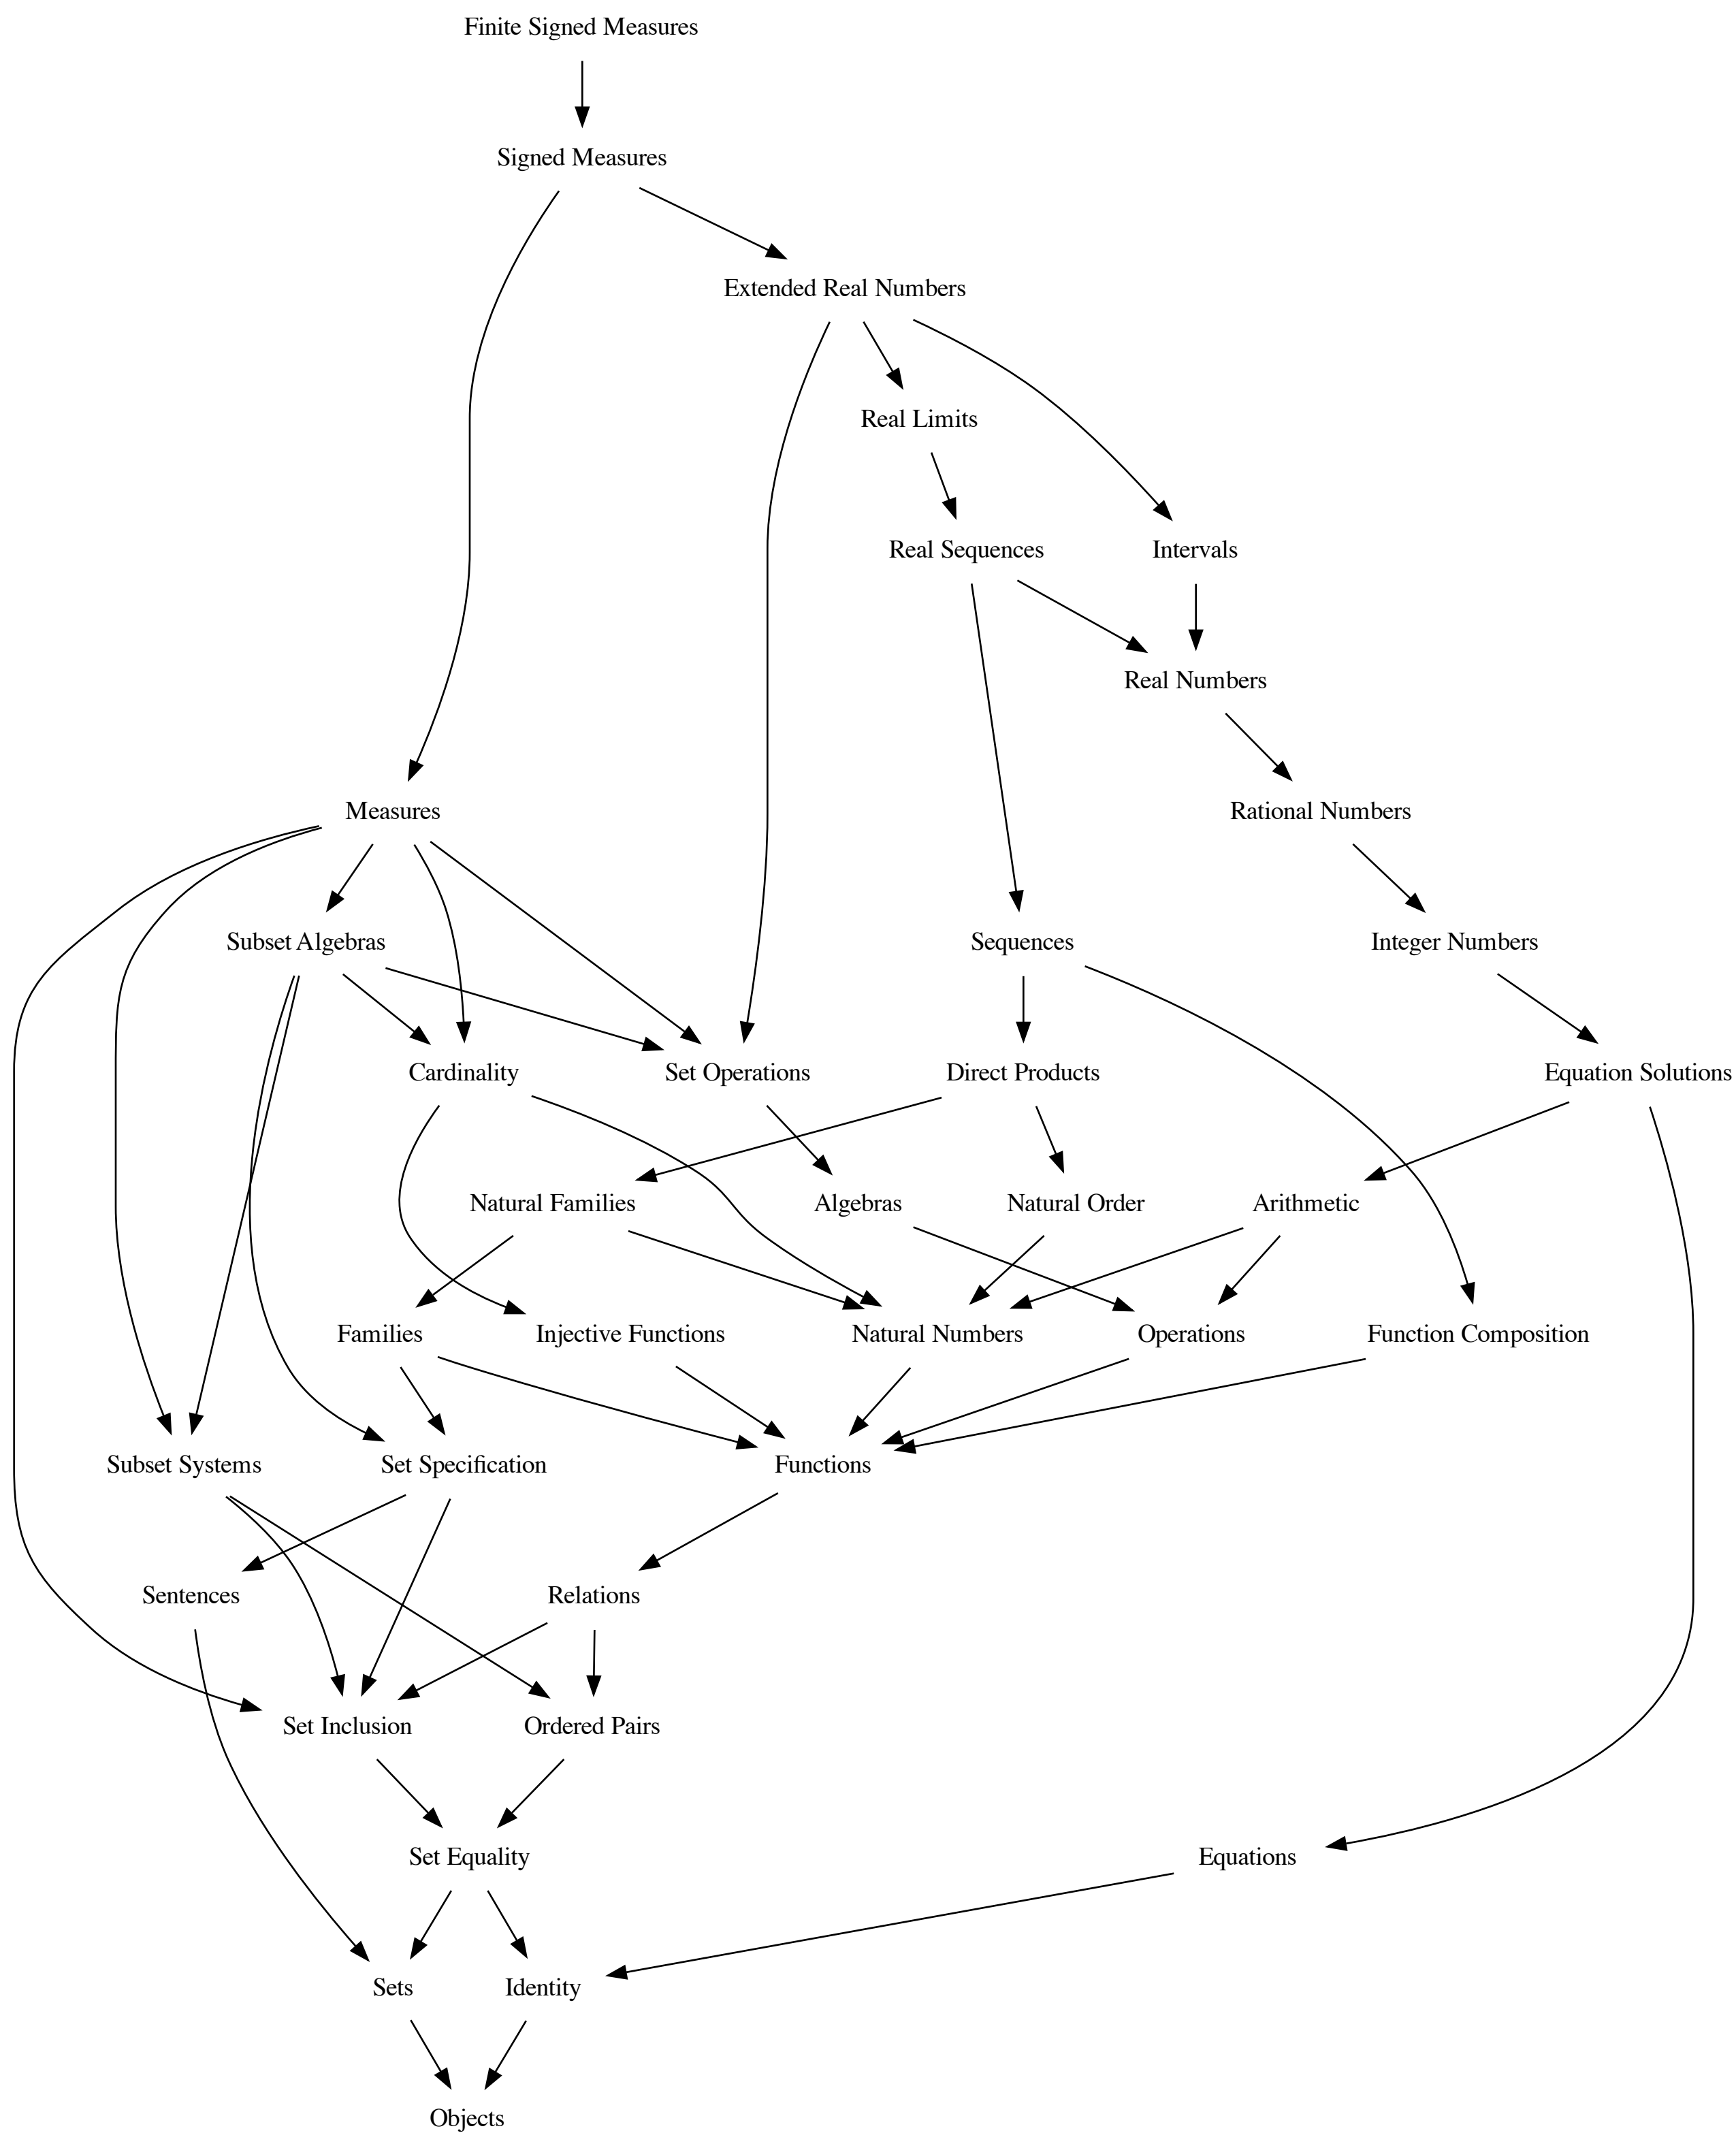 Finite Signed Measures
Signed Measures
Extended Real Numbers
Real Limits
Real Sequences
Intervals
Real Numbers
Measures
Rational Numbers
Subset Algebras
Sequences
Integer Numbers
Cardinality
Set Operations
Direct Products
Equation Solutions
Natural Families
Algebras
Natural Order
Arithmetic
Families
Injective Functions
Natural Numbers
Operations
Function Composition
Subset Systems
Set Specification
Functions
Sentences
Relations
Set Inclusion
Ordered Pairs
Set Equality
Equations
Sets
Identity
Objects